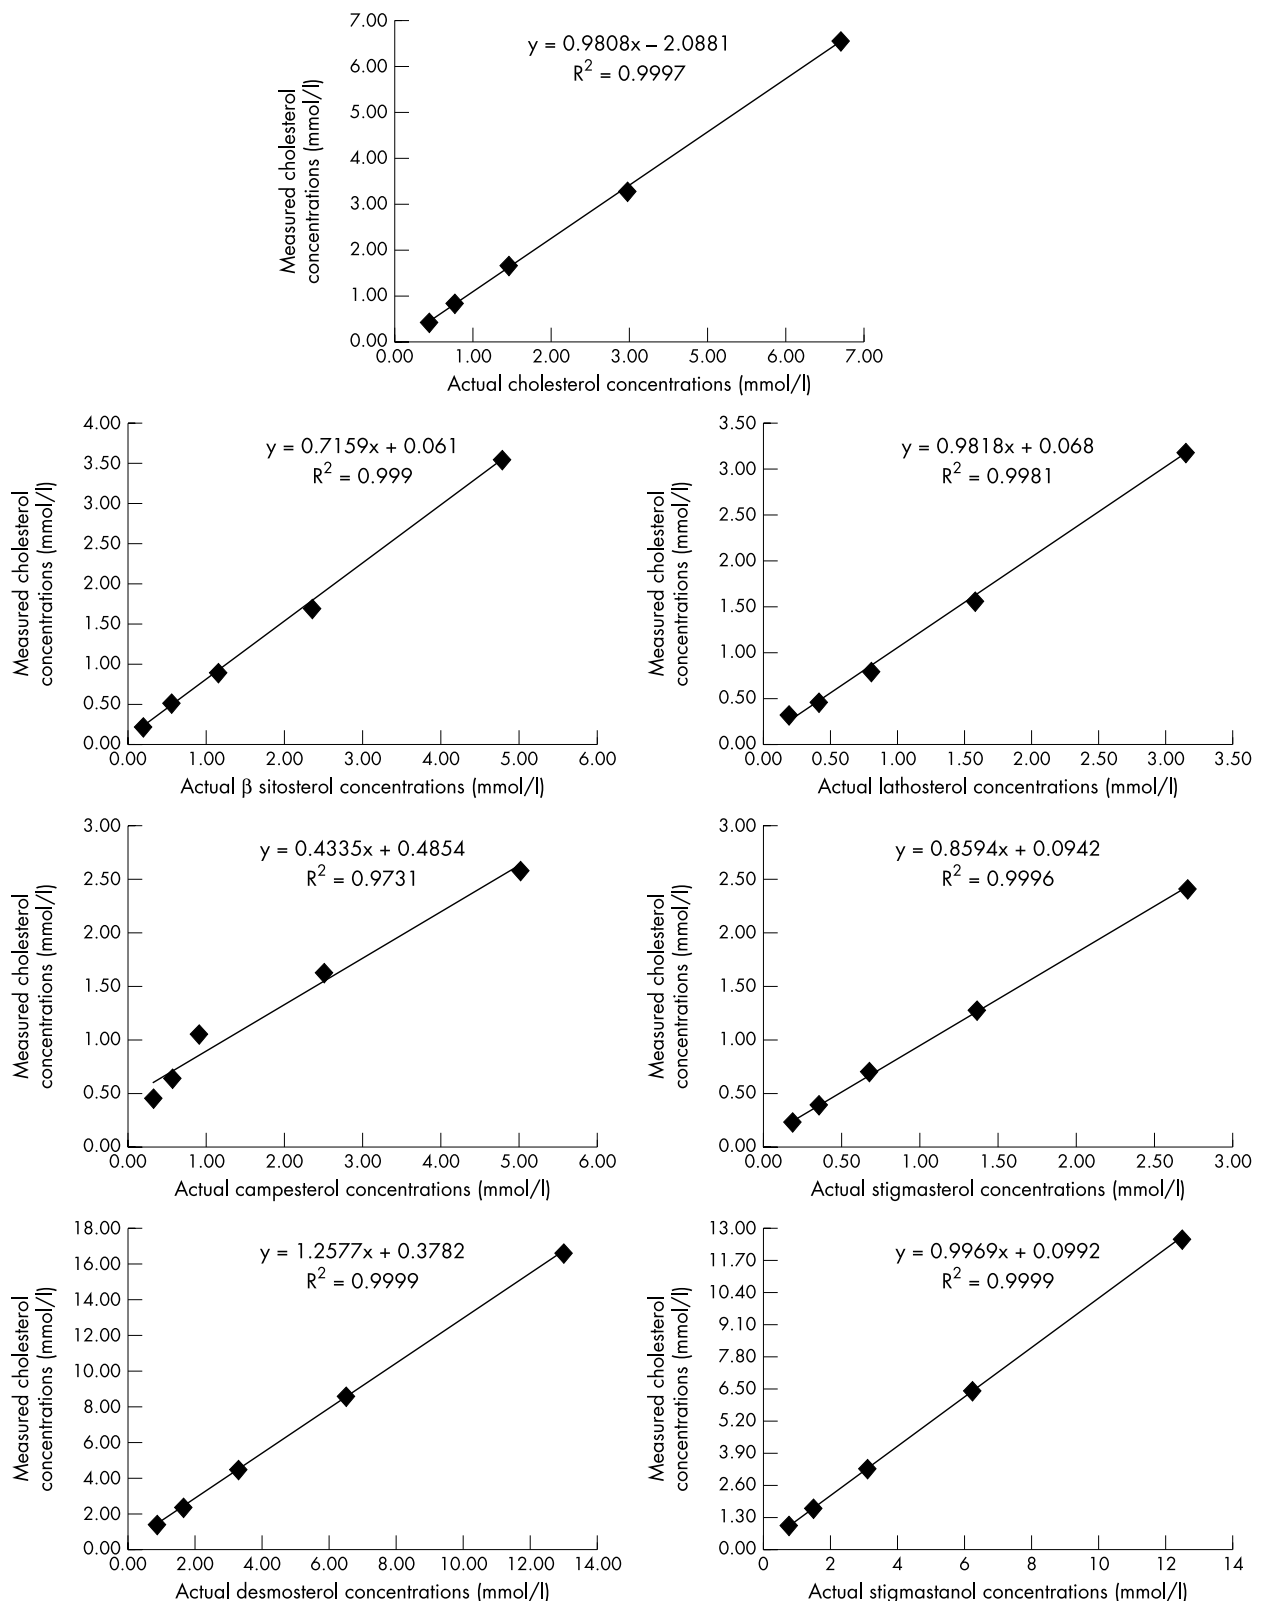 Measured cholesterol
concentrations (mmol/l)
7.00
6.00
5.00
4.00
3.00
2.00
1.00
0.00
y = 0.9808x – 2.0881
R² = 0.9997
0.00 1.00 2.00 3.00 5.00 6.00 7.00
Actual cholesterol concentrations (mmol/l)
Measured cholesterol
concentrations (mmol/l)
4.00
3.50
3.00
2.50
2.00
1.50
1.00
0.50
0.00
y = 0.7159x + 0.061
R² = 0.999
0.00 1.00 2.00 3.00 4.00 5.00 6.00
Actual β sitosterol concentrations (mmol/l)
Measured cholesterol
concentrations (mmol/l)
3.50
3.00
2.50
2.00
1.50
1.00
0.50
0.00
y = 0.9818x + 0.068
R² = 0.9981
0.00 0.50 1.00 1.50 2.00 2.50 3.00 3.50
Actual lathosterol concentrations (mmol/l)
Measured cholesterol
concentrations (mmol/l)
3.00
2.50
2.00
1.50
1.00
0.50
0.00
y = 0.4335x + 0.4854
R² = 0.9731
0.00 1.00 2.00 3.00 4.00 5.00 6.00
Actual campesterol concentrations (mmol/l)
Measured cholesterol
concentrations (mmol/l)
3.00
2.50
2.00
1.50
1.00
0.50
0.00
y = 0.8594x + 0.0942
R² = 0.9996
0.00 0.50 1.00 1.50 2.00 2.50 3.00
Actual stigmasterol concentrations (mmol/l)
Measured cholesterol
concentrations (mmol/l)
18.00
16.00
14.00
12.00
10.00
8.00
6.00
4.00
2.00
0.00
y = 1.2577x + 0.3782
R² = 0.9999
0.00 2.00 4.00 6.00 8.00 10.00 12.00 14.00
Actual desmosterol concentrations (mmol/l)
Measured cholesterol
concentrations (mmol/l)
13.00
11.70
10.40
9.10
7.80
6.50
5.20
3.90
2.60
1.30
0.00
y = 0.9969x + 0.0992
R² = 0.9999
0 2 4 6 8 10 12 14
Actual stigmastanol concentrations (mmol/l)